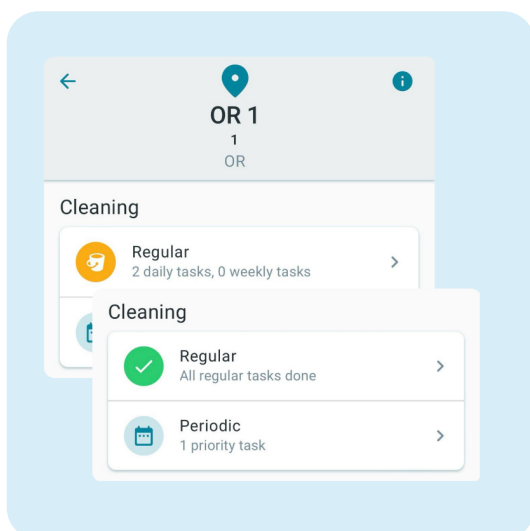 OR 1
1
OR
Cleaning
Regular
2 daily tasks, 0 weekly tasks
Cleaning
Regular
All regular tasks done
Periodic
1 priority task